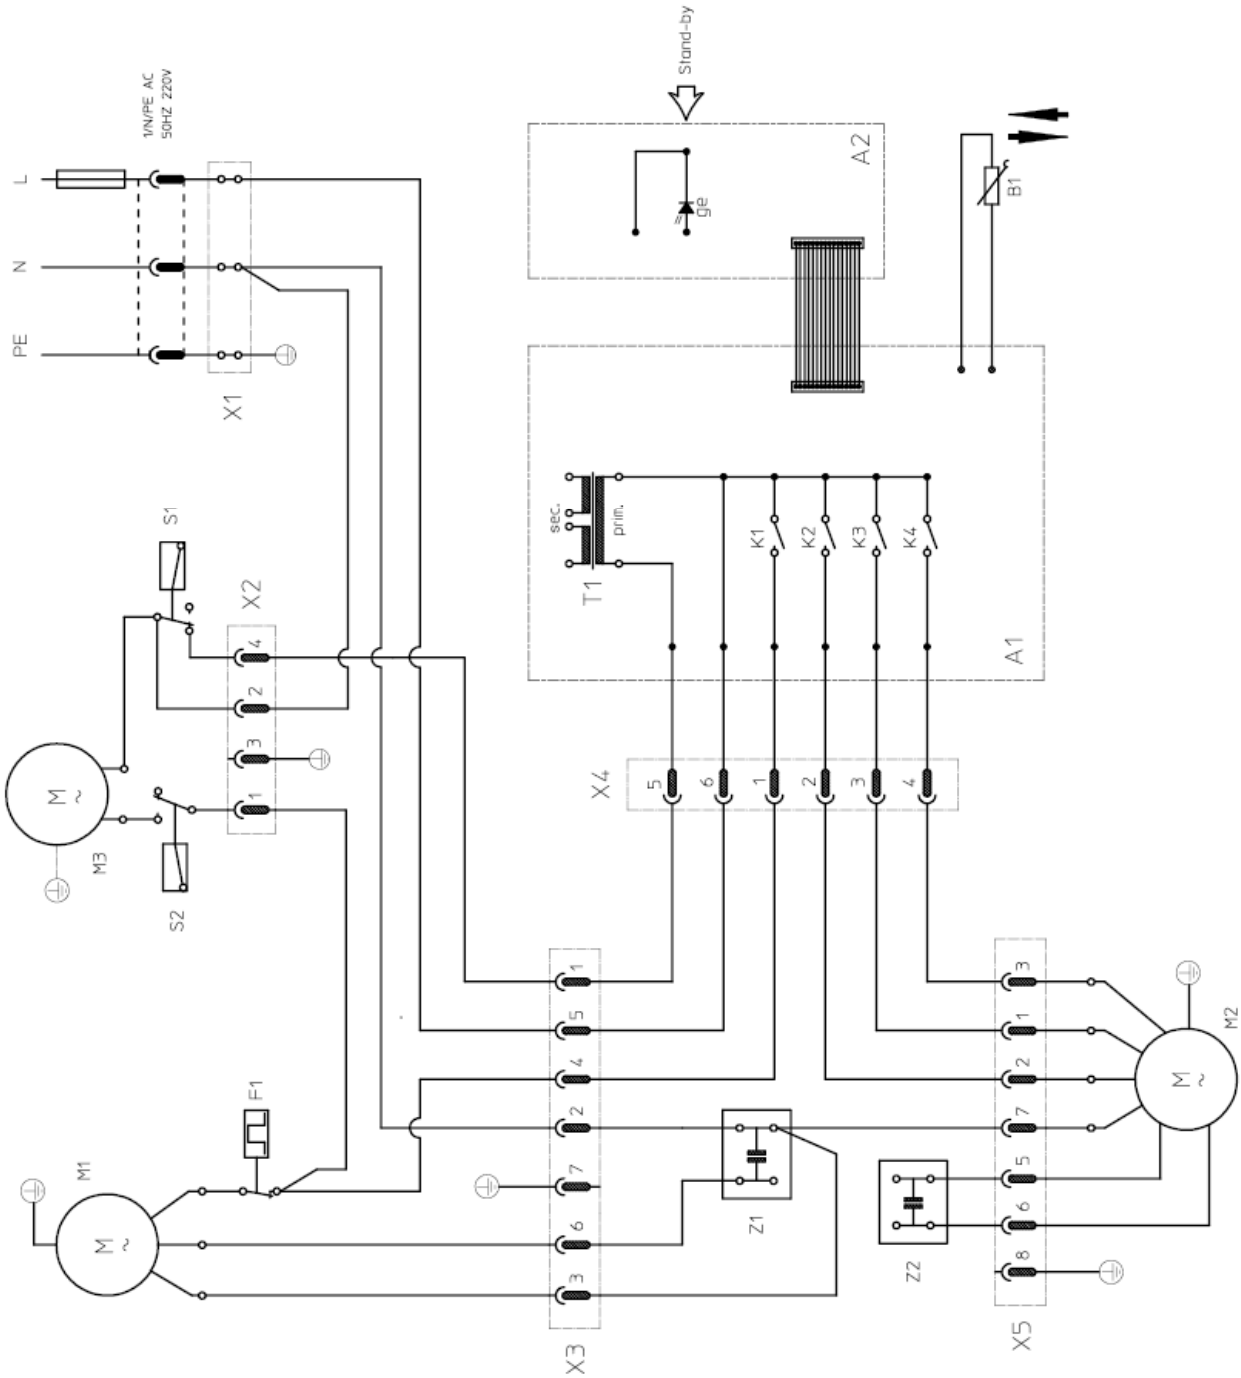 L
N
PE
1/N/PE AC
50HZ 220V
X1
Stand-by
A2
ge
B1
S1
X2
4
2
3
1
M
~
M3
S2
T1
sec.
prim.
K1
K2
K3
K4
A1
X4
5
6
1
2
3
4
F1
M1
M
~
X3
1
5
4
2
7
6
3
Z1
Z2
X5
3
1
2
7
5
6
8
M
~
M2